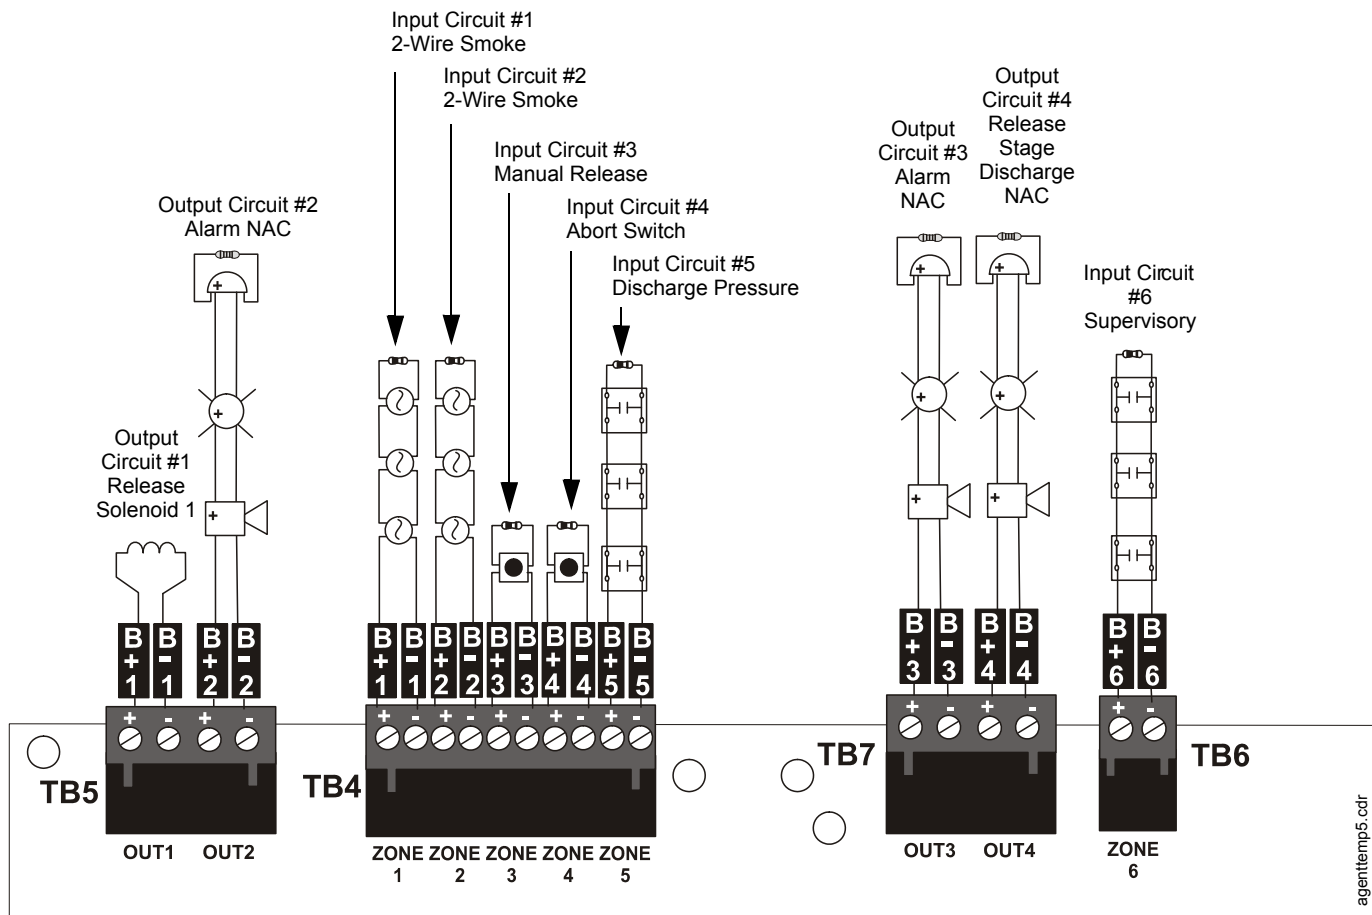 Input Circuit #1
2-Wire Smoke
Input Circuit #2
2-Wire Smoke
Input Circuit #3
Manual Release
Input Circuit #4
Abort Switch
Input Circuit #5
Discharge Pressure
Output Circuit #2
Alarm NAC
Output
Circuit #1
Release
Solenoid 1
Output
Circuit #3
Alarm
NAC
Output
Circuit #4
Release
Stage
Discharge
NAC
Input Circuit
#6
Supervisory
+
+
+
+
+
+
+
+
+
B+1
B-1
B+2
B-2
B+1
B-1
B+2
B-2
B+3
B-3
B+4
B-4
B+5
B-5
B+3
B-3
B+4
B-4
B+6
B-6
+ - + -
+ - + - + - + - + -
+ - + -
+ -
TB5
TB4
TB7
TB6
OUT1 OUT2
ZONE 1
ZONE 2
ZONE 3
ZONE 4
ZONE 5
OUT3 OUT4
ZONE 6
agenttemp5.cdr